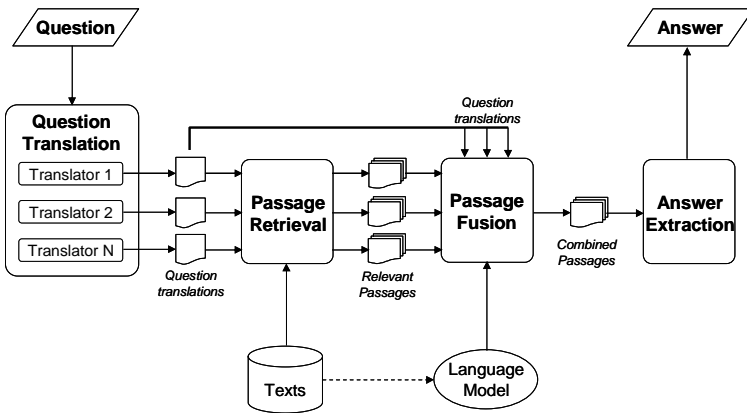 Question
Answer
Question
Translation
Translator 1
Translator 2
Translator N
Question
translations
Passage
Retrieval
Relevant
Passages
Question
translations
Passage
Fusion
Combined
Passages
Answer
Extraction
Texts
Language
Model